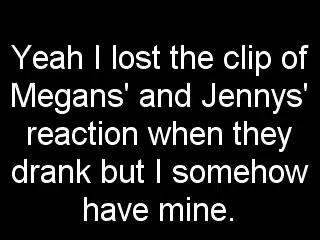 Yeah I lost the clip of
Megans' and Jennys'
reaction when they
drank but I somehow
have mine.